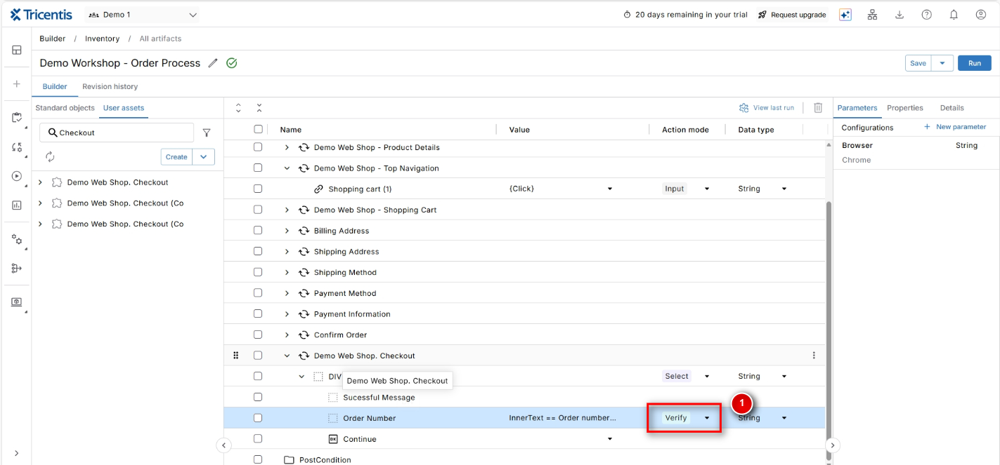 Tricentis Demo 1 20 days remaining in your trial Request upgrade
Builder / Inventory / All artifacts
Demo Workshop - Order Process Save Run
Builder Revision history
Standard objects User assets View last run Parameters Properties Details
Checkout Name Value Action mode Data type Configurations + New parameter
Create Demo Web Shop - Product Details Browser String
Chrome
Demo Web Shop - Top Navigation
Demo Web Shop. Checkout Shopping cart (1) {Click} Input String
Demo Web Shop. Checkout (Co Demo Web Shop - Shopping Cart
Demo Web Shop. Checkout (Co Billing Address
Shipping Address
Shipping Method
Payment Method
Payment Information
Confirm Order
Demo Web Shop. Checkout
DIV Demo Web Shop. Checkout Select String
Sucessful Message 1
Order Number InnerText == Order number... Verify String
OK Continue
PostCondition